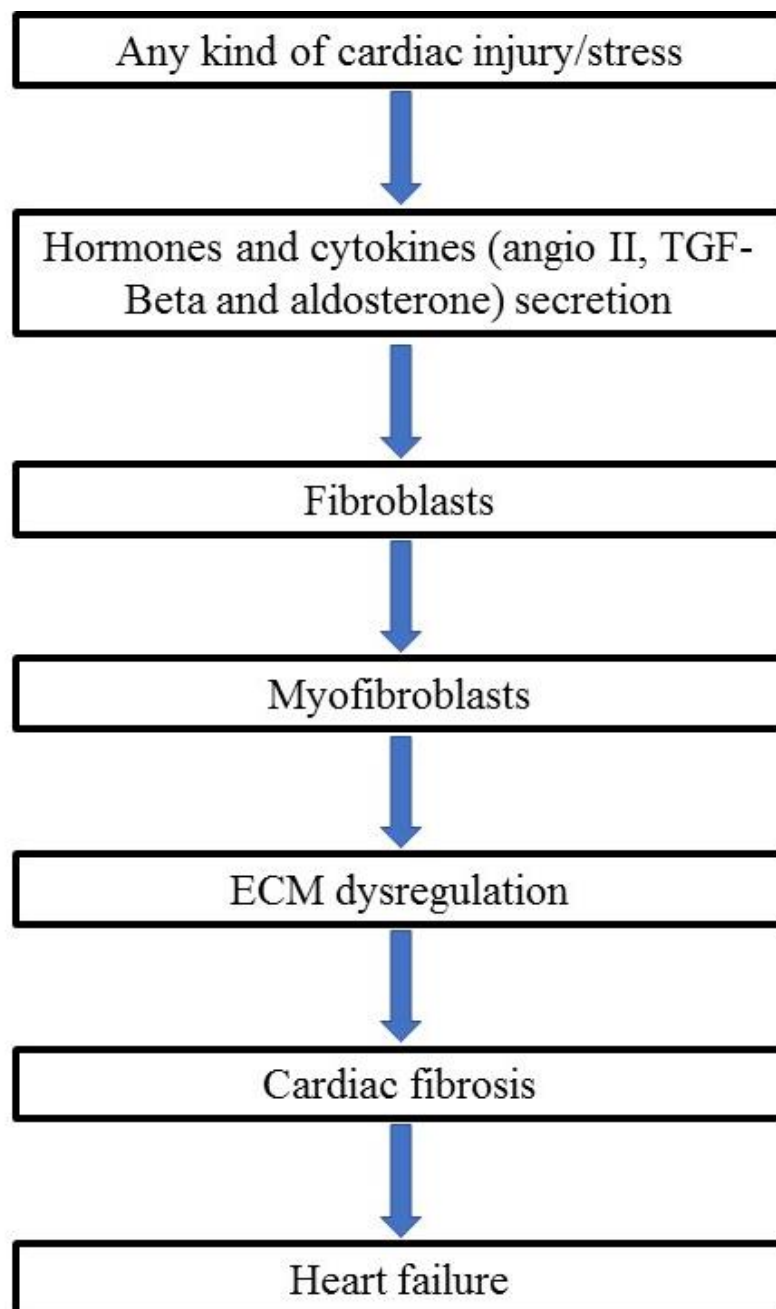 Any kind of cardiac injury/stress
Hormones and cytokines (angio II, TGF-
Beta and aldosterone) secretion
Fibroblasts
Myofibroblasts
ECM dysregulation
Cardiac fibrosis
Heart failure